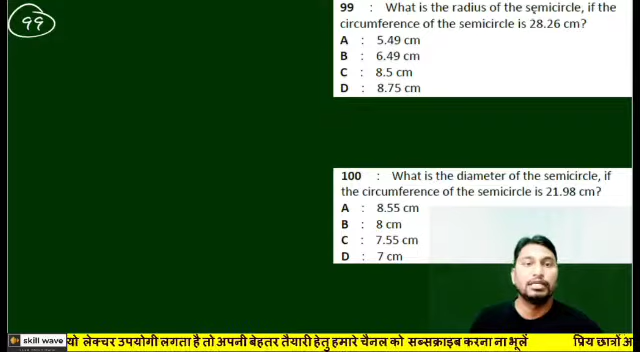 99
99 : What is the radius of the semicircle, if the
circumference of the semicircle is 28.26 cm?
A : 5.49 cm
B : 6.49 cm
C : 8.5 cm
D : 8.75 cm
100 : What is the diameter of the semicircle, if
the circumference of the semicircle is 21.98 cm?
A : 8.55 cm
B : 8 cm
C : 7.55 cm
D : 7 cm
skill wave
यो लेक्चर उपयोगी लगता है तो अपनी बेहतर तैयारी हेतु हमारे चैनल को सब्सक्राइब करना ना भूलें प्रिय छात्रों अ